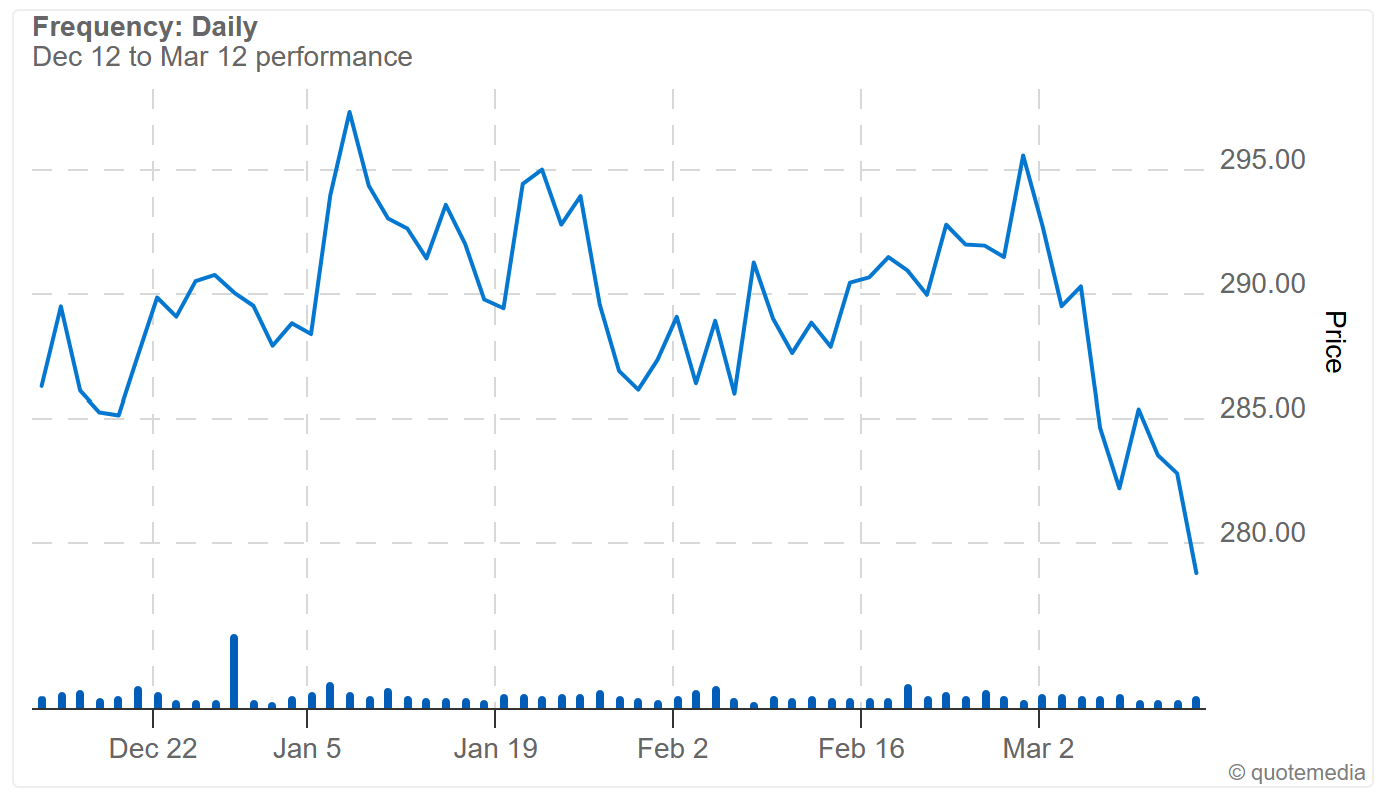 Frequency: Daily
Dec 12 to Mar 12 performance
295.00
290.00
Price
285.00
280.00
Dec 22 Jan 5 Jan 19 Feb 2 Feb 16 Mar 2
© quotemedia